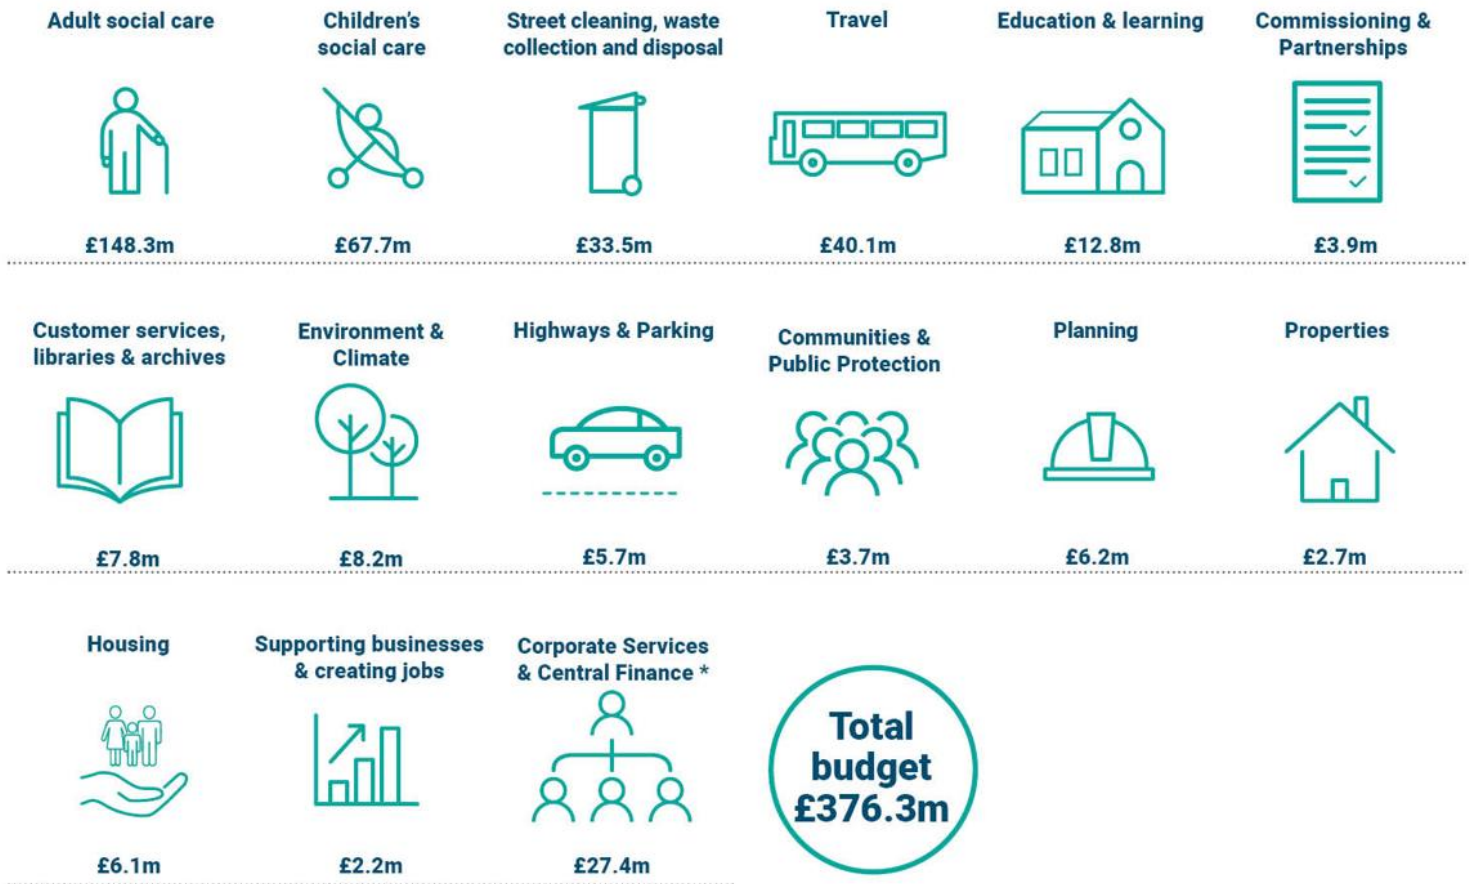 Adult social care
Children's
social care
Street cleaning, waste
collection and disposal
Travel
Education & learning
Commissioning &
Partnerships
£148.3m
£67.7m
£33.5m
£40.1m
£12.8m
£3.9m
Customer services,
libraries & archives
Environment &
Climate
Highways & Parking
Communities &
Public Protection
Planning
Properties
£7.8m
£8.2m
£5.7m
£3.7m
£6.2m
£2.7m
Housing
Supporting businesses
& creating jobs
Corporate Services
& Central Finance *
£6.1m
£2.2m
£27.4m
Total
budget
£376.3m